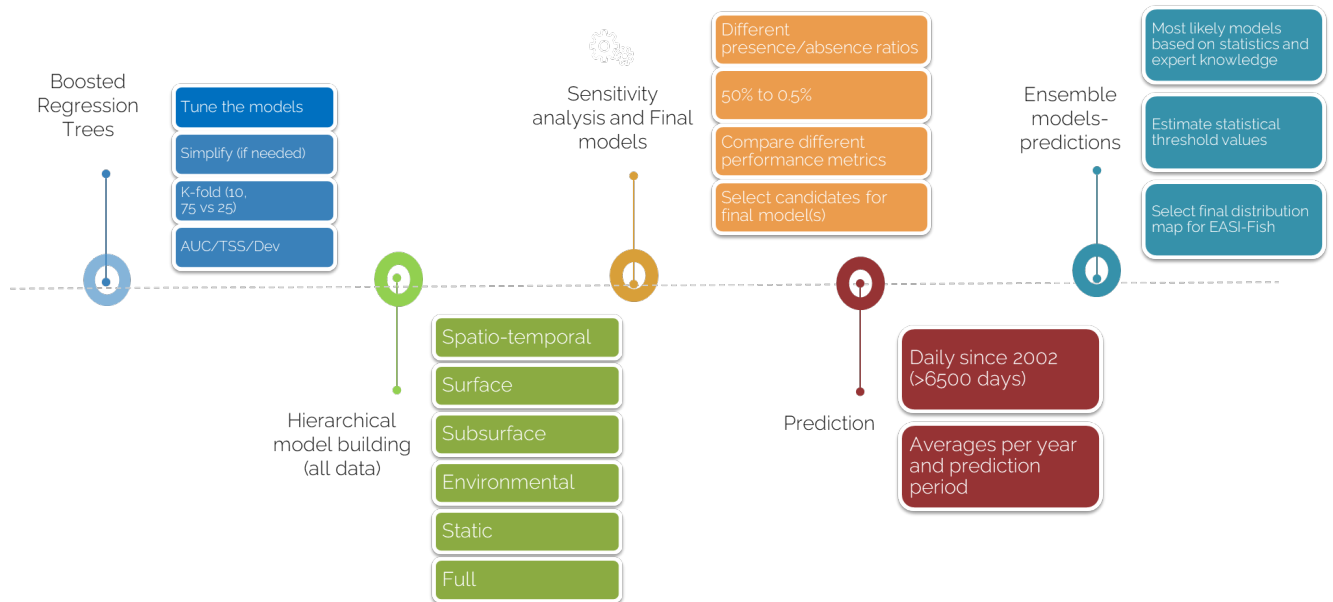 Boosted
Regression
Trees
Tune the models
Simplify (if needed)
K-fold (10,
75 vs 25)
AUC/TSS/Dev
Hierarchical
model building
(all data)
Spatio-temporal
Surface
Subsurface
Environmental
Static
Full
Sensitivity
analysis and Final
models
Different
presence/absence ratios
50% to 0.5%
Compare different
performance metrics
Select candidates for
final model(s)
Prediction
Daily since 2002
(>6500 days)
Averages per year
and prediction
period
Ensemble
models-
predictions
Most likely models
based on statistics and
expert knowledge
Estimate statistical
threshold values
Select final distribution
map for EASI-Fish